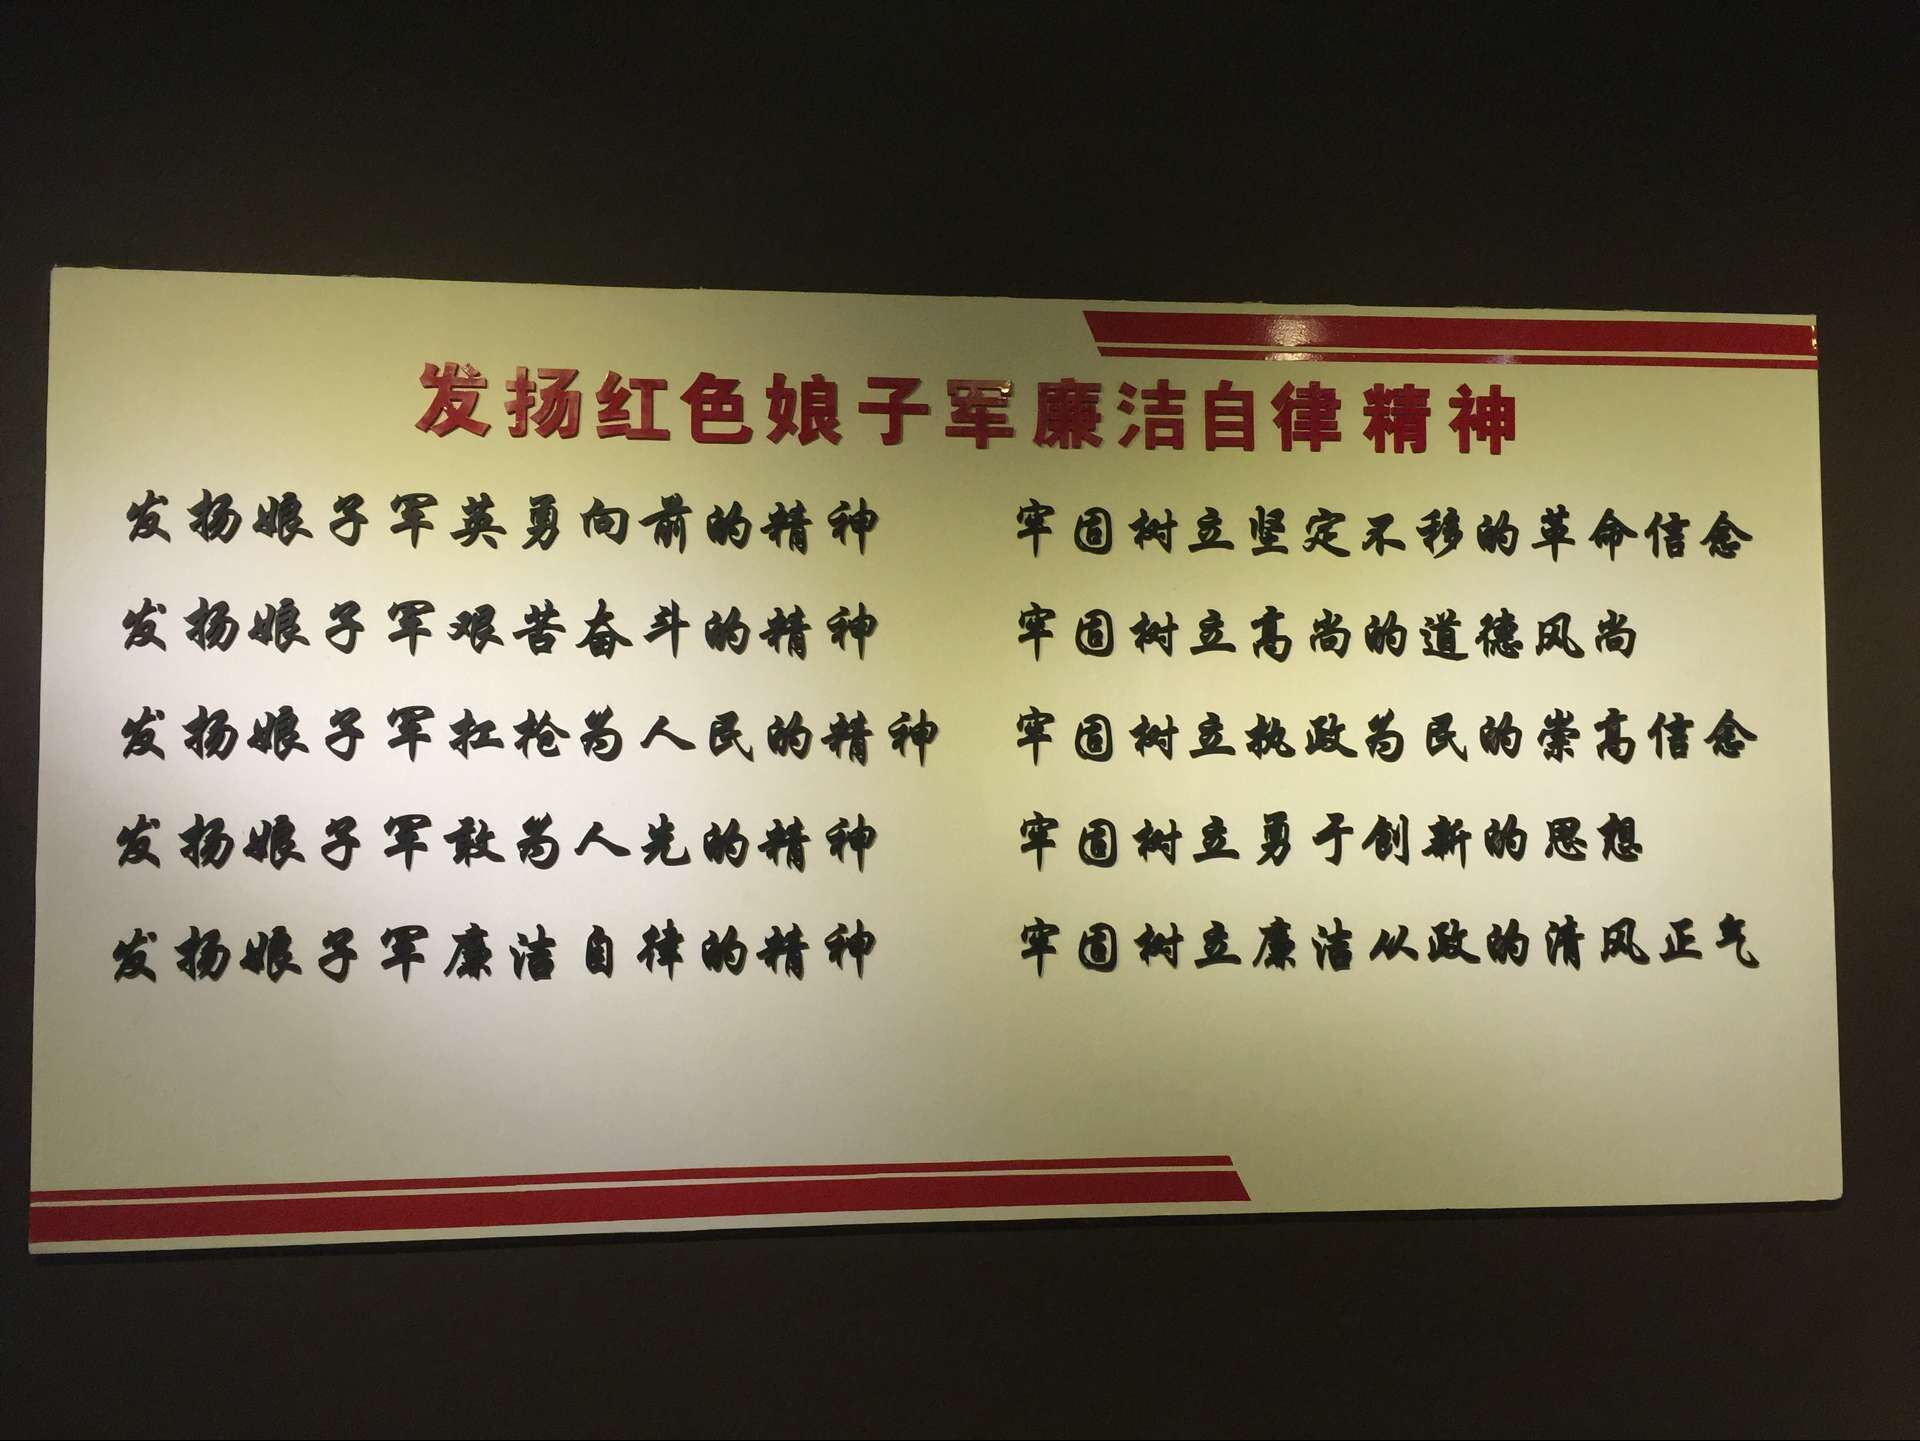 发扬红色娘子军廉洁自律精神
发扬娘子军英勇向前的精神 牢固树立坚定不移的革命信念
发扬娘子军艰苦奋斗的精神 牢固树立高尚的道德风尚
发扬娘子军扛枪为人民的精神 牢固树立执政为民的崇高信念
发扬娘子军敢为人先的精神 牢固树立勇于创新的思想
发扬娘子军廉洁自律的精神 牢固树立廉洁从政的清风正气